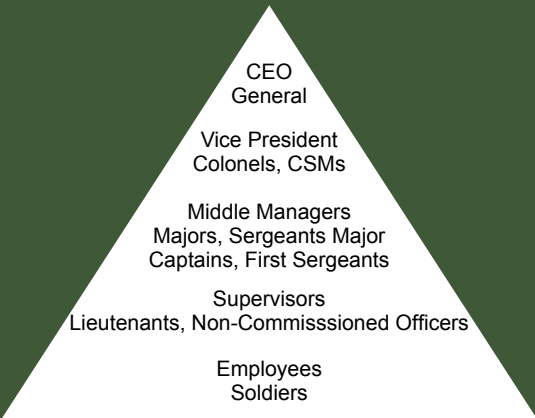 CEO
General
Vice President
Colonels, CSMs
Middle Managers
Majors, Sergeants Major
Captains, First Sergeants
Supervisors
Lieutenants, Non-Commisssioned Officers
Employees
Soldiers